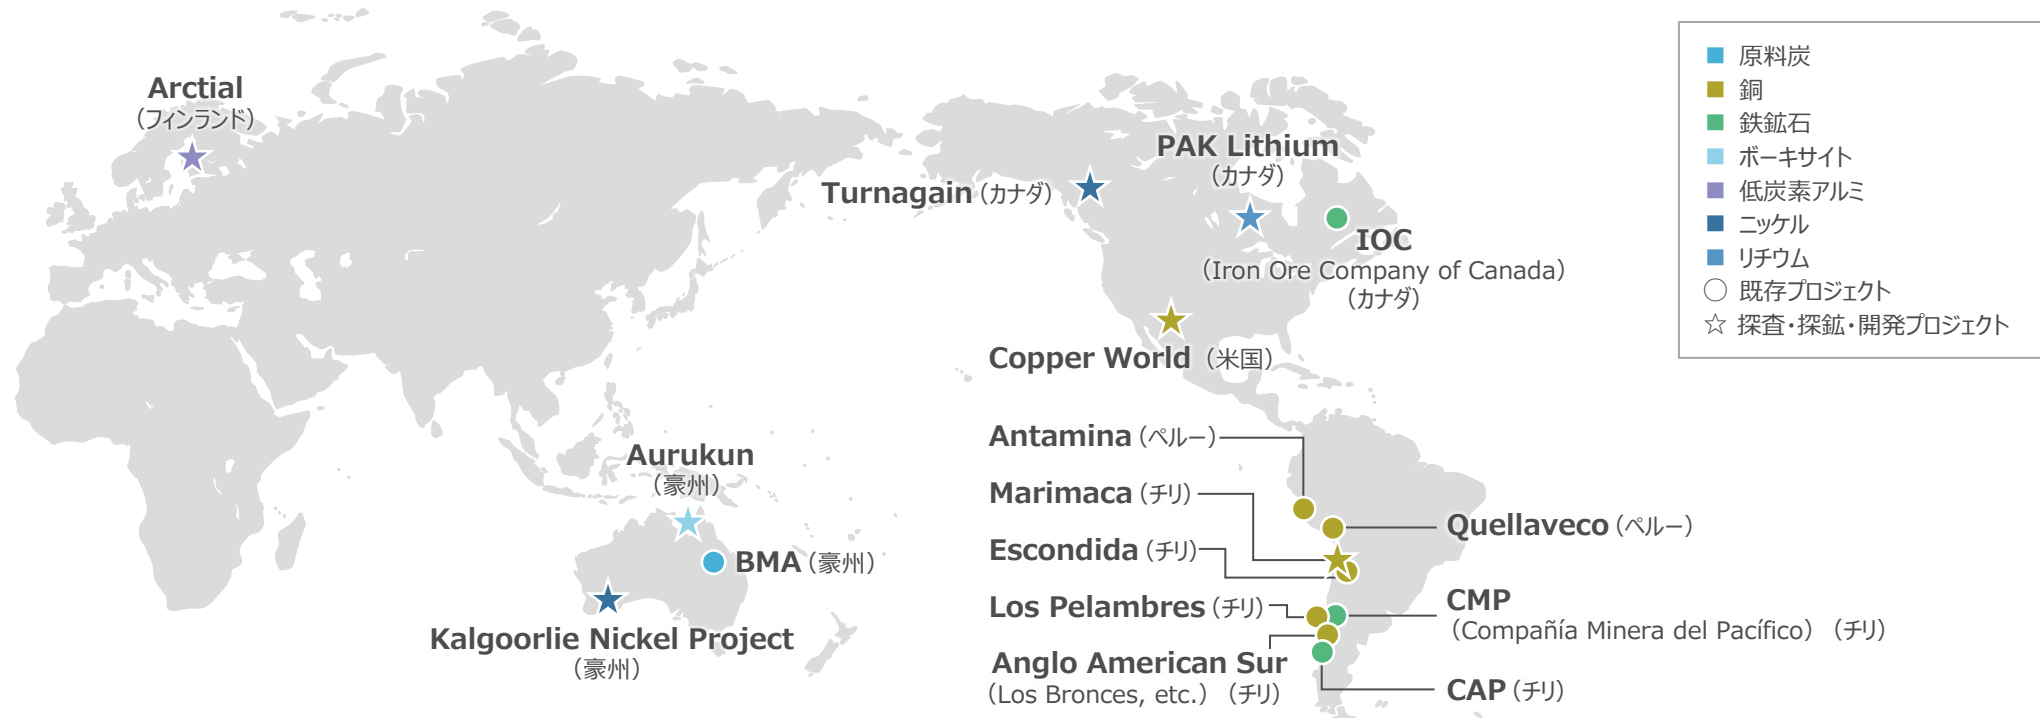 Arctial
（フィンランド）
Turnagain（カナダ）
PAK Lithium
（カナダ）
IOC
（Iron Ore Company of Canada）
（カナダ）
Copper World（米国）
Aurukun
（豪州）
BMA（豪州）
Kalgoorlie Nickel Project
（豪州）
Antamina（ペルー）
Marimaca（チリ）
Escondida（チリ）
Los Pelambres（チリ）
Anglo American Sur
（Los Bronces, etc.）（チリ）
Quellaveco（ペルー）
CMP
（Compañía Minera del Pacífico）（チリ）
CAP（チリ）
原料炭
銅
鉄鉱石
ボーキサイト
低炭素アルミ
ニッケル
リチウム
○ 既存プロジェクト
☆ 探査・探鉱・開発プロジェクト